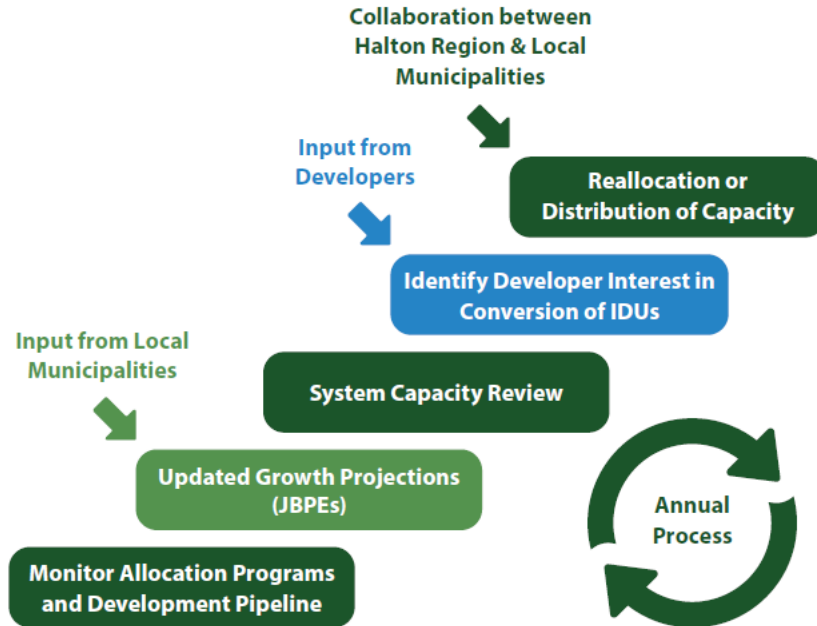 Collaboration between
Halton Region & Local
Municipalities
Input from
Developers
Reallocation or
Distribution of Capacity
Identify Developer Interest in
Conversion of IDUs
Input from Local
Municipalities
System Capacity Review
Updated Growth Projections
(JBPEs)
Annual
Process
Monitor Allocation Programs
and Development Pipeline